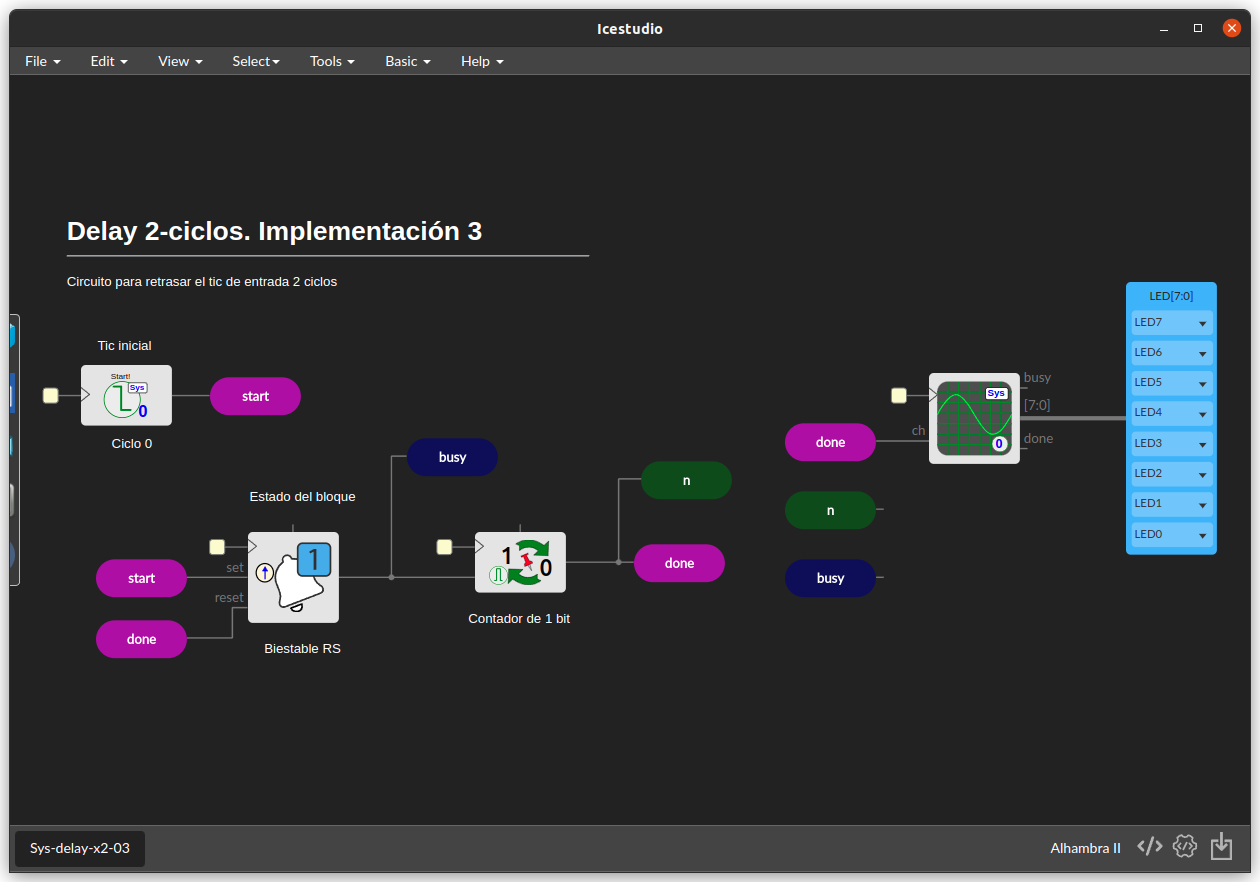 Icestudio
File Edit View Select Tools Basic Help
Delay 2-ciclos. Implementación 3
Circuito para retrasar el tic de entrada 2 ciclos
Tic inicial
Start!
Sys
0
start
Ciclo 0
busy
Estado del bloque
set
start
reset
done
1
Biestable RS
n
1
0
done
Contador de 1 bit
busy
[7:0]
done
ch
done
Sys
0
n
busy
LED[7:0]
LED7
LED6
LED5
LED4
LED3
LED2
LED1
LED0
Sys-delay-x2-03
Alhambra II